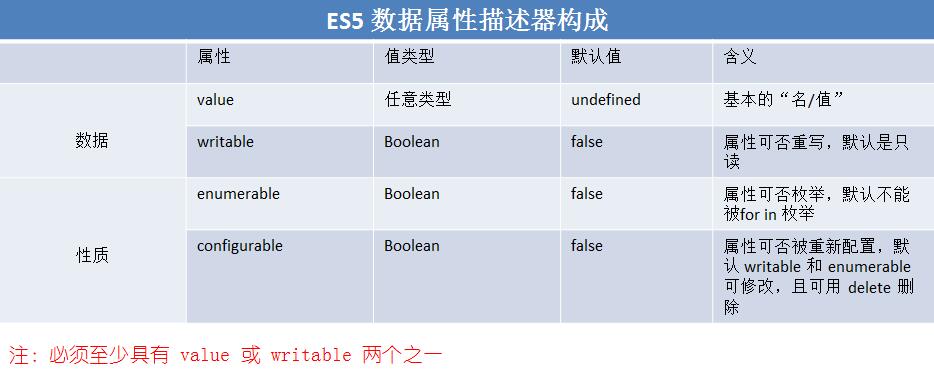 ES5 数据属性描述器构成
属性 值类型 默认值 含义
数据
value 任意类型 undefined 基本的“名/值”
writable Boolean false 属性可否重写，默认是只
读
性质
enumerable Boolean false 属性可否枚举，默认不能
被for in 枚举
configurable Boolean false 属性可否被重新配置，默
认 writable 和 enumerable
可修改，且可用 delete 删
除
注：必须至少具有 value 或 writable 两个之一